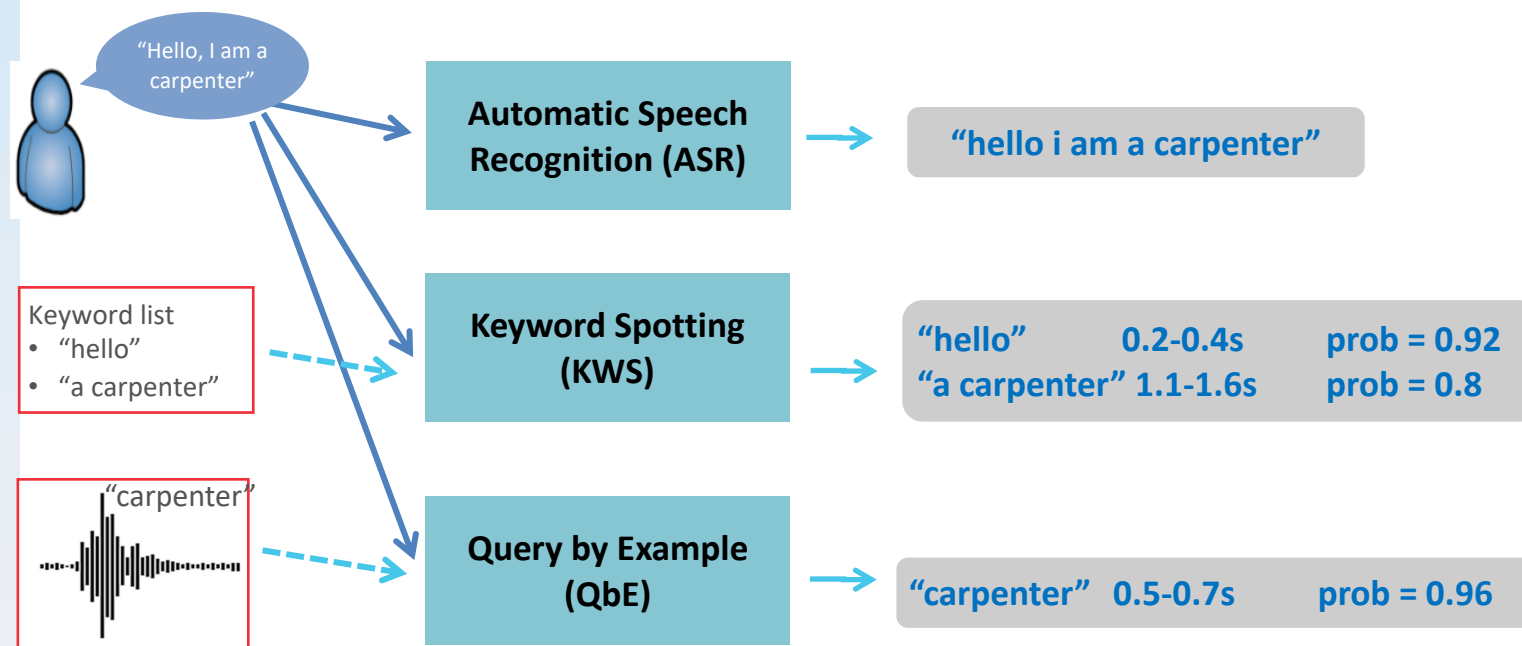 “Hello, I am a
carpenter”
Automatic Speech
Recognition (ASR)
“hello i am a carpenter”
Keyword list
• “hello”
• “a carpenter”
Keyword Spotting
(KWS)
“hello” 0.2-0.4s prob = 0.92
“a carpenter” 1.1-1.6s prob = 0.8
“carpenter”
Query by Example
(QbE)
“carpenter” 0.5-0.7s prob = 0.96